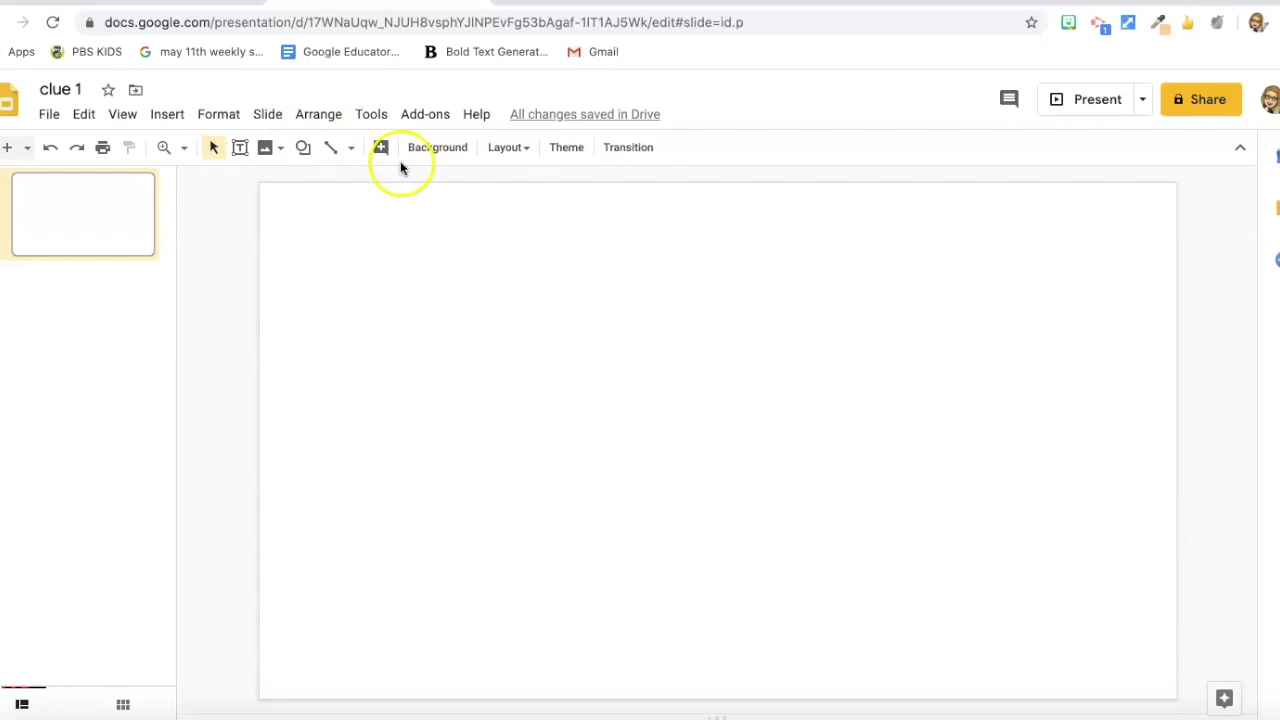 docs.google.com/presentation/d/17WNaUqw_NJUH8vsphYJlNPEvFg53bAgaf-1IT1AJ5Wk/edit#slide=id.p
Apps PBS KIDS may 11th weekly s... Google Educator... B Bold Text Generat... Gmail
clue 1
File Edit View Insert Format Slide Arrange Tools Add-ons Help All changes saved in Drive
Present Share
Background Layout Theme Transition